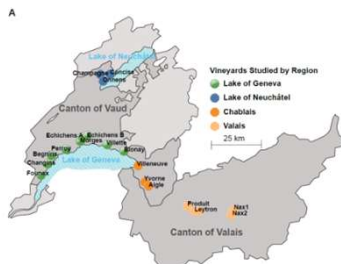 A
Lake of Neuchâtel
Champagne
Concise
Onnens
Canton of Vaud
Vineyards Studied by Region
Lake of Geneva
Lake of Neuchâtel
Chablais
Valais
25 km
Echichens A
Echichens B
Morges
Villette
Perroy
Blonay
Begnins
Changins
Founex
Lake of Geneva
Villeneuve
Yvorne
Aigle
Produit
Leytron
Nax1
Nax2
Canton of Valais